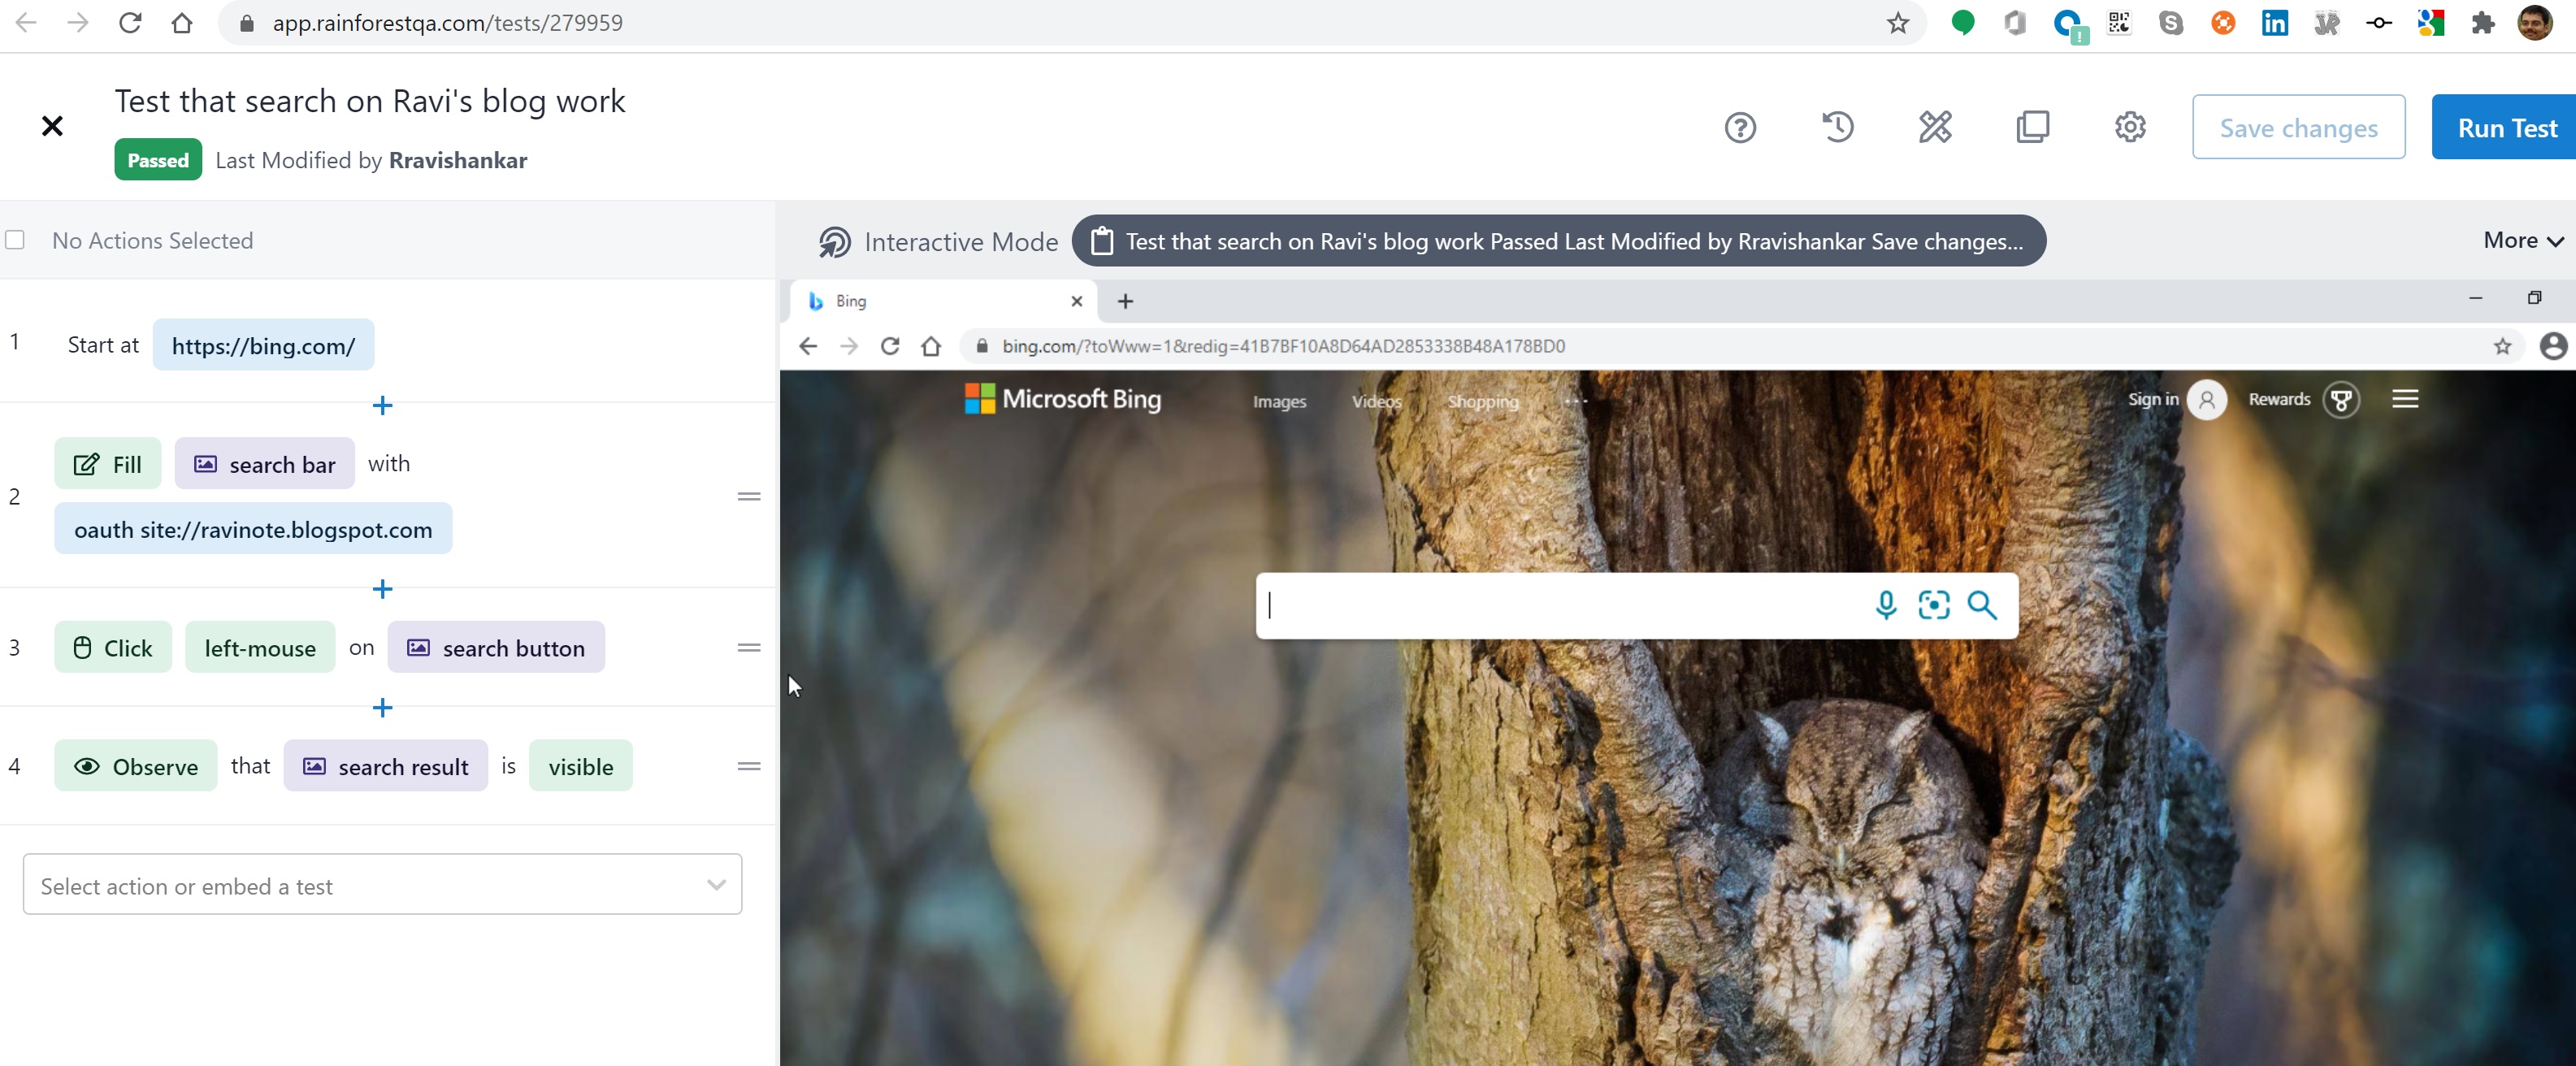 app.rainforestqa.com/tests/279959
Test that search on Ravi's blog work
Passed Last Modified by Rravishankar
Save changes
Run Test
No Actions Selected
Interactive Mode
Test that search on Ravi's blog work Passed Last Modified by Rravishankar Save changes...
More
Bing
bing.com/?toWww=1&redig=41B7BF10A8D64AD2853338B48A178BD0
Microsoft Bing
Images Videos Shopping ...
Sign in Rewards
1 Start at https://bing.com/
2 Fill search bar with
oauth site://ravinote.blogspot.com
3 Click left-mouse on search button
4 Observe that search result is visible
Select action or embed a test